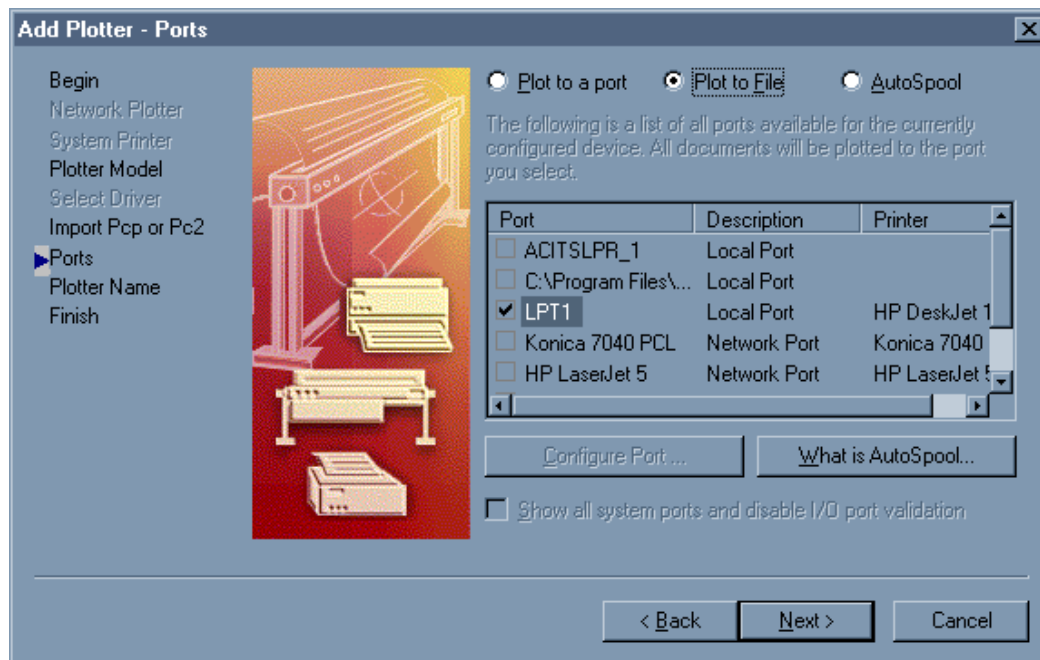 Add Plotter - Ports
Begin
Network Plotter
System Printer
Plotter Model
Select Driver
Import Pcp or Pc2
Ports
Plotter Name
Finish
Plot to a port Plot to File AutoSpool
The following is a list of all ports available for the currently
configured device. All documents will be plotted to the port
you select.
Port Description Printer
ACITSLPR_1 Local Port
C:\Program Files\... Local Port
LPT1 Local Port HP DeskJet 1
Konica 7040 PCL Network Port Konica 7040
HP LaserJet 5 Network Port HP LaserJet 5
Configure Port ... What is AutoSpool...
Show all system ports and disable I/O port validation
< Back Next > Cancel